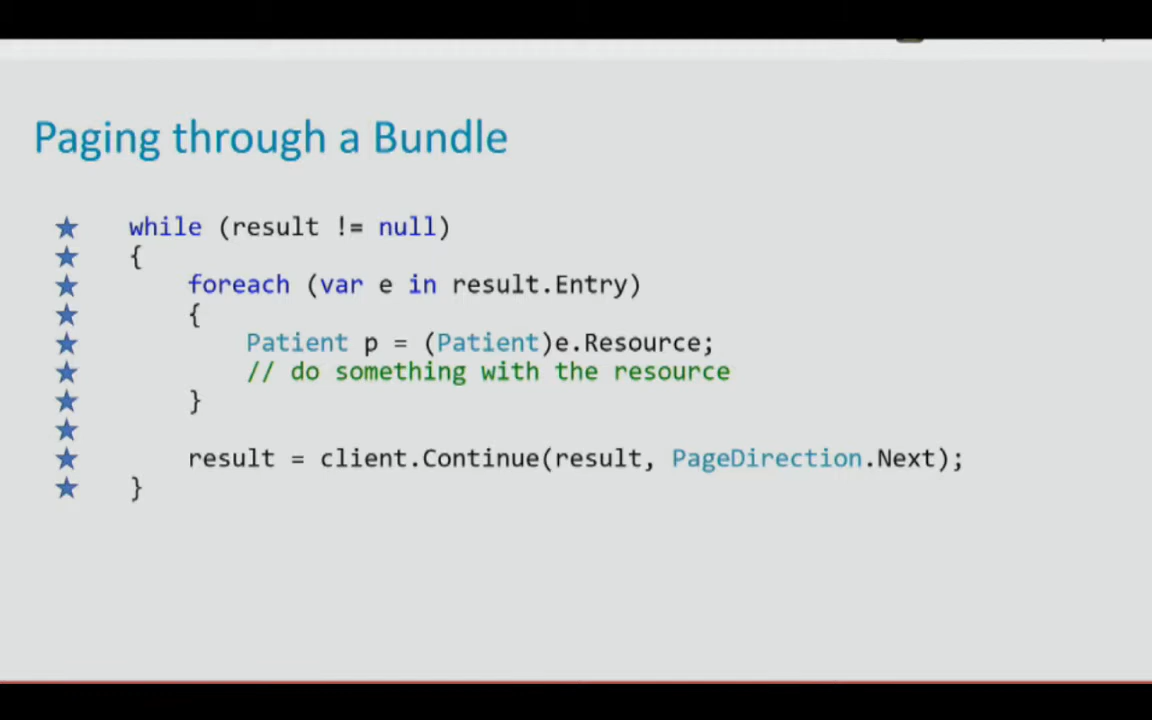 Paging through a Bundle
while (result != null)
{
foreach (var e in result.Entry)
{
Patient p = (Patient)e.Resource;
// do something with the resource
}
result = client.Continue(result, PageDirection.Next);
}